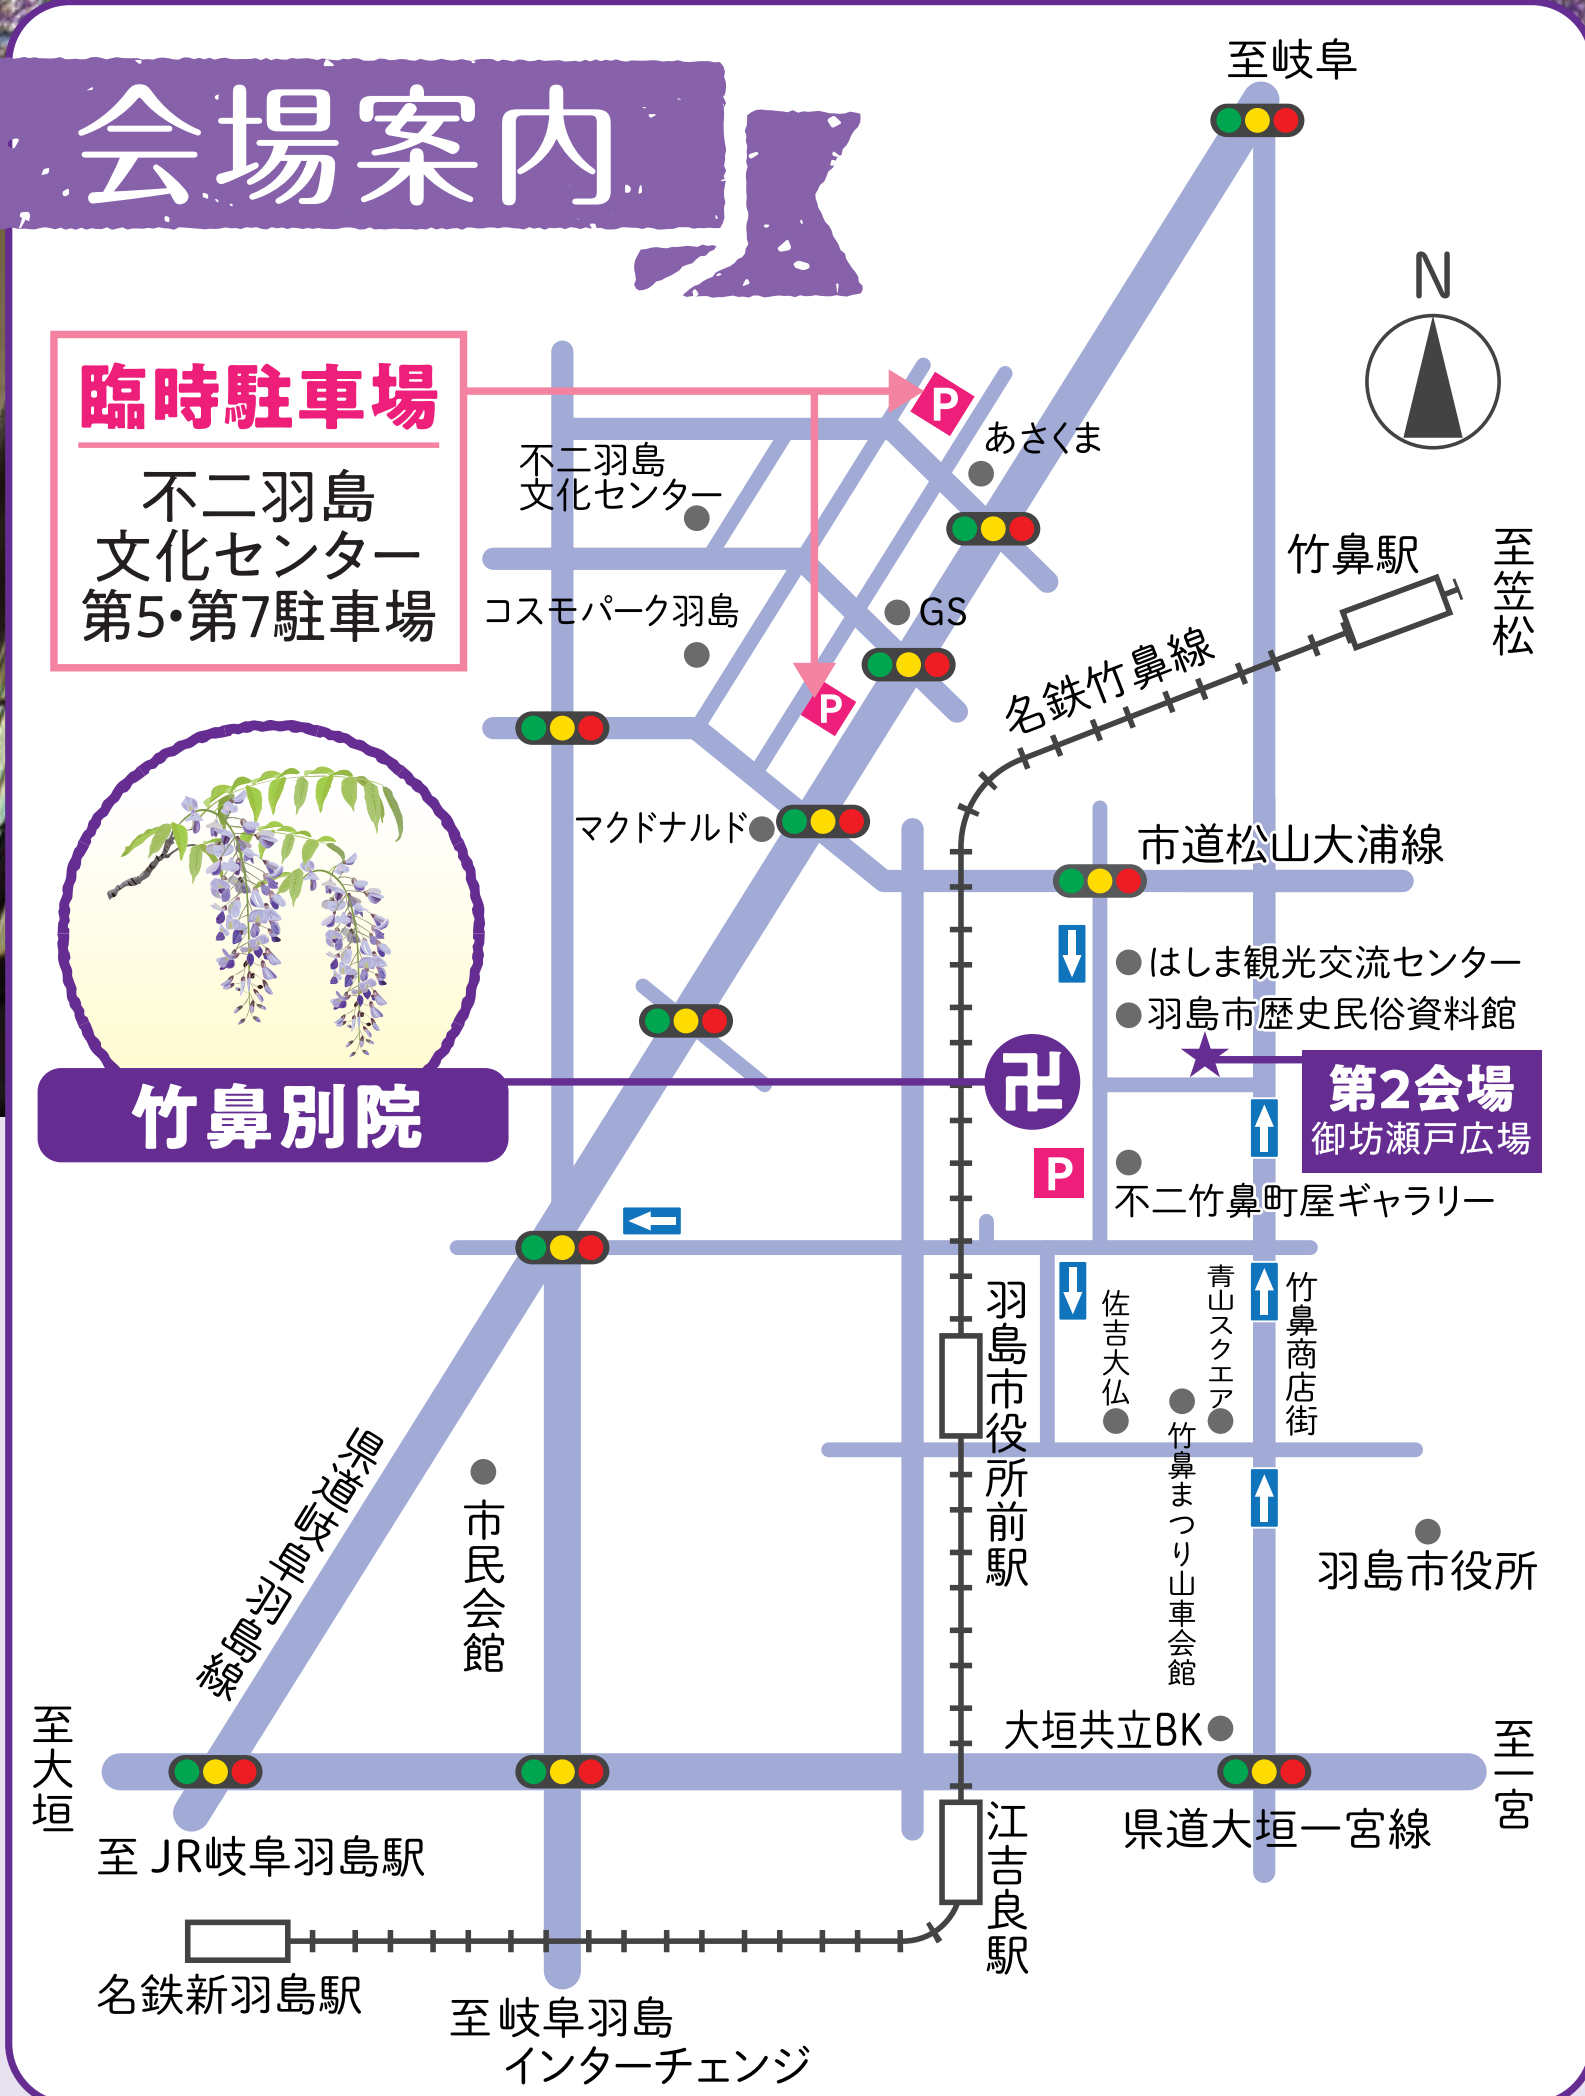 会場案内
至岐阜
N
臨時駐車場
不二羽島
文化センター
第5・第7駐車場
P
あさくま
不二羽島
文化センター
竹鼻駅
至笠松
コスモパーク羽島
GS
名鉄竹鼻線
P
マクドナルド
市道松山大浦線
はしま観光交流センター
羽島市歴史民俗資料館
卍
第2会場
御坊瀬戸広場
竹鼻別院
P
不二竹鼻町屋ギャラリー
羽島市役所前駅
佐吉大仏
青山スクエア
竹鼻商店街
竹鼻まつり山車会館
県道岐阜羽島線
市民会館
羽島市役所
大垣共立BK
至大垣
至一宮
県道大垣一宮線
至 JR岐阜羽島駅
江吉良駅
名鉄新羽島駅
至岐阜羽島
インターチェンジ